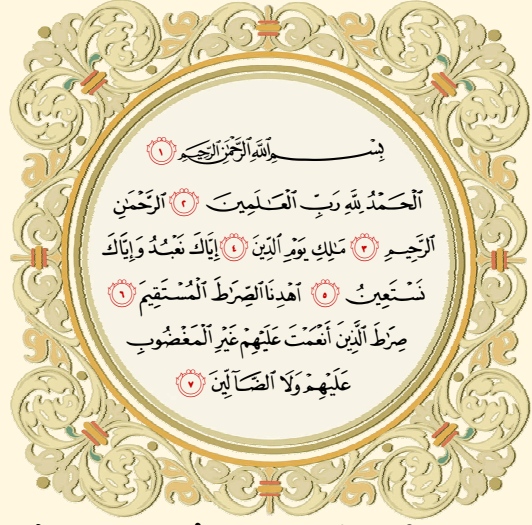 بِسْمِ ٱللَّهِ ٱلرَّحْمَٰنِ ٱلرَّحِيمِ ١
ٱلْحَمْدُ لِلَّهِ رَبِّ ٱلْعَٰلَمِينَ ٢ ٱلرَّحْمَٰنِ
ٱلرَّحِيمِ ٣ مَٰلِكِ يَوْمِ ٱلدِّينِ ٤ إِيَّاكَ نَعْبُدُ وَإِيَّاكَ
نَسْتَعِينُ ٥ ٱهْدِنَا ٱلصِّرَٰطَ ٱلْمُسْتَقِيمَ ٦
صِرَٰطَ ٱلَّذِينَ أَنْعَمْتَ عَلَيْهِمْ غَيْرِ ٱلْمَغْضُوبِ
عَلَيْهِمْ وَلَا ٱلضَّآلِّينَ ٧